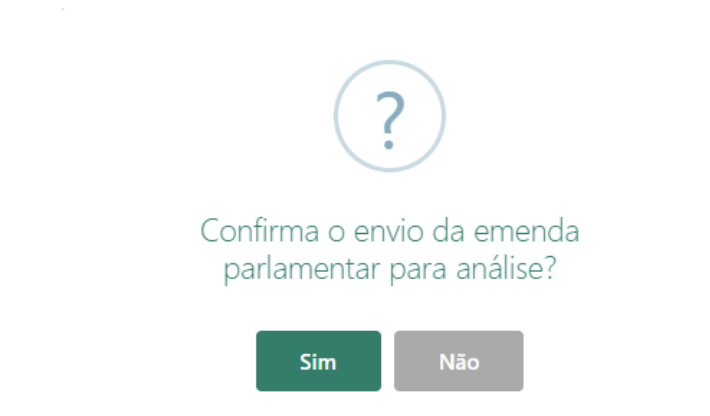 ?
Confirma o envio da emenda
parlamentar para análise?
Sim Não